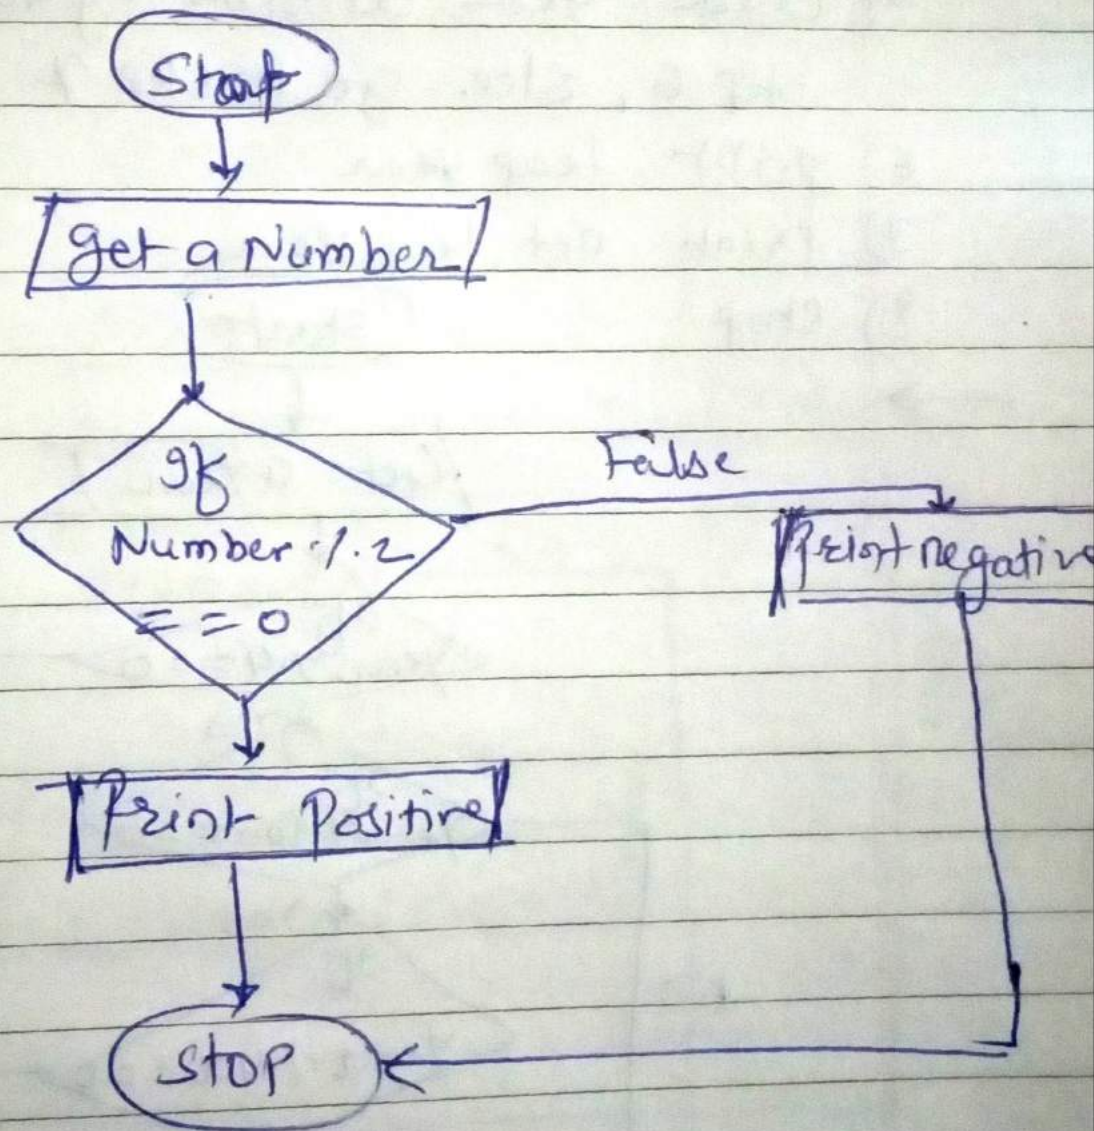 Start
get a Number
If
Number % 2
== 0
False
Print negative
Print Positive
Stop